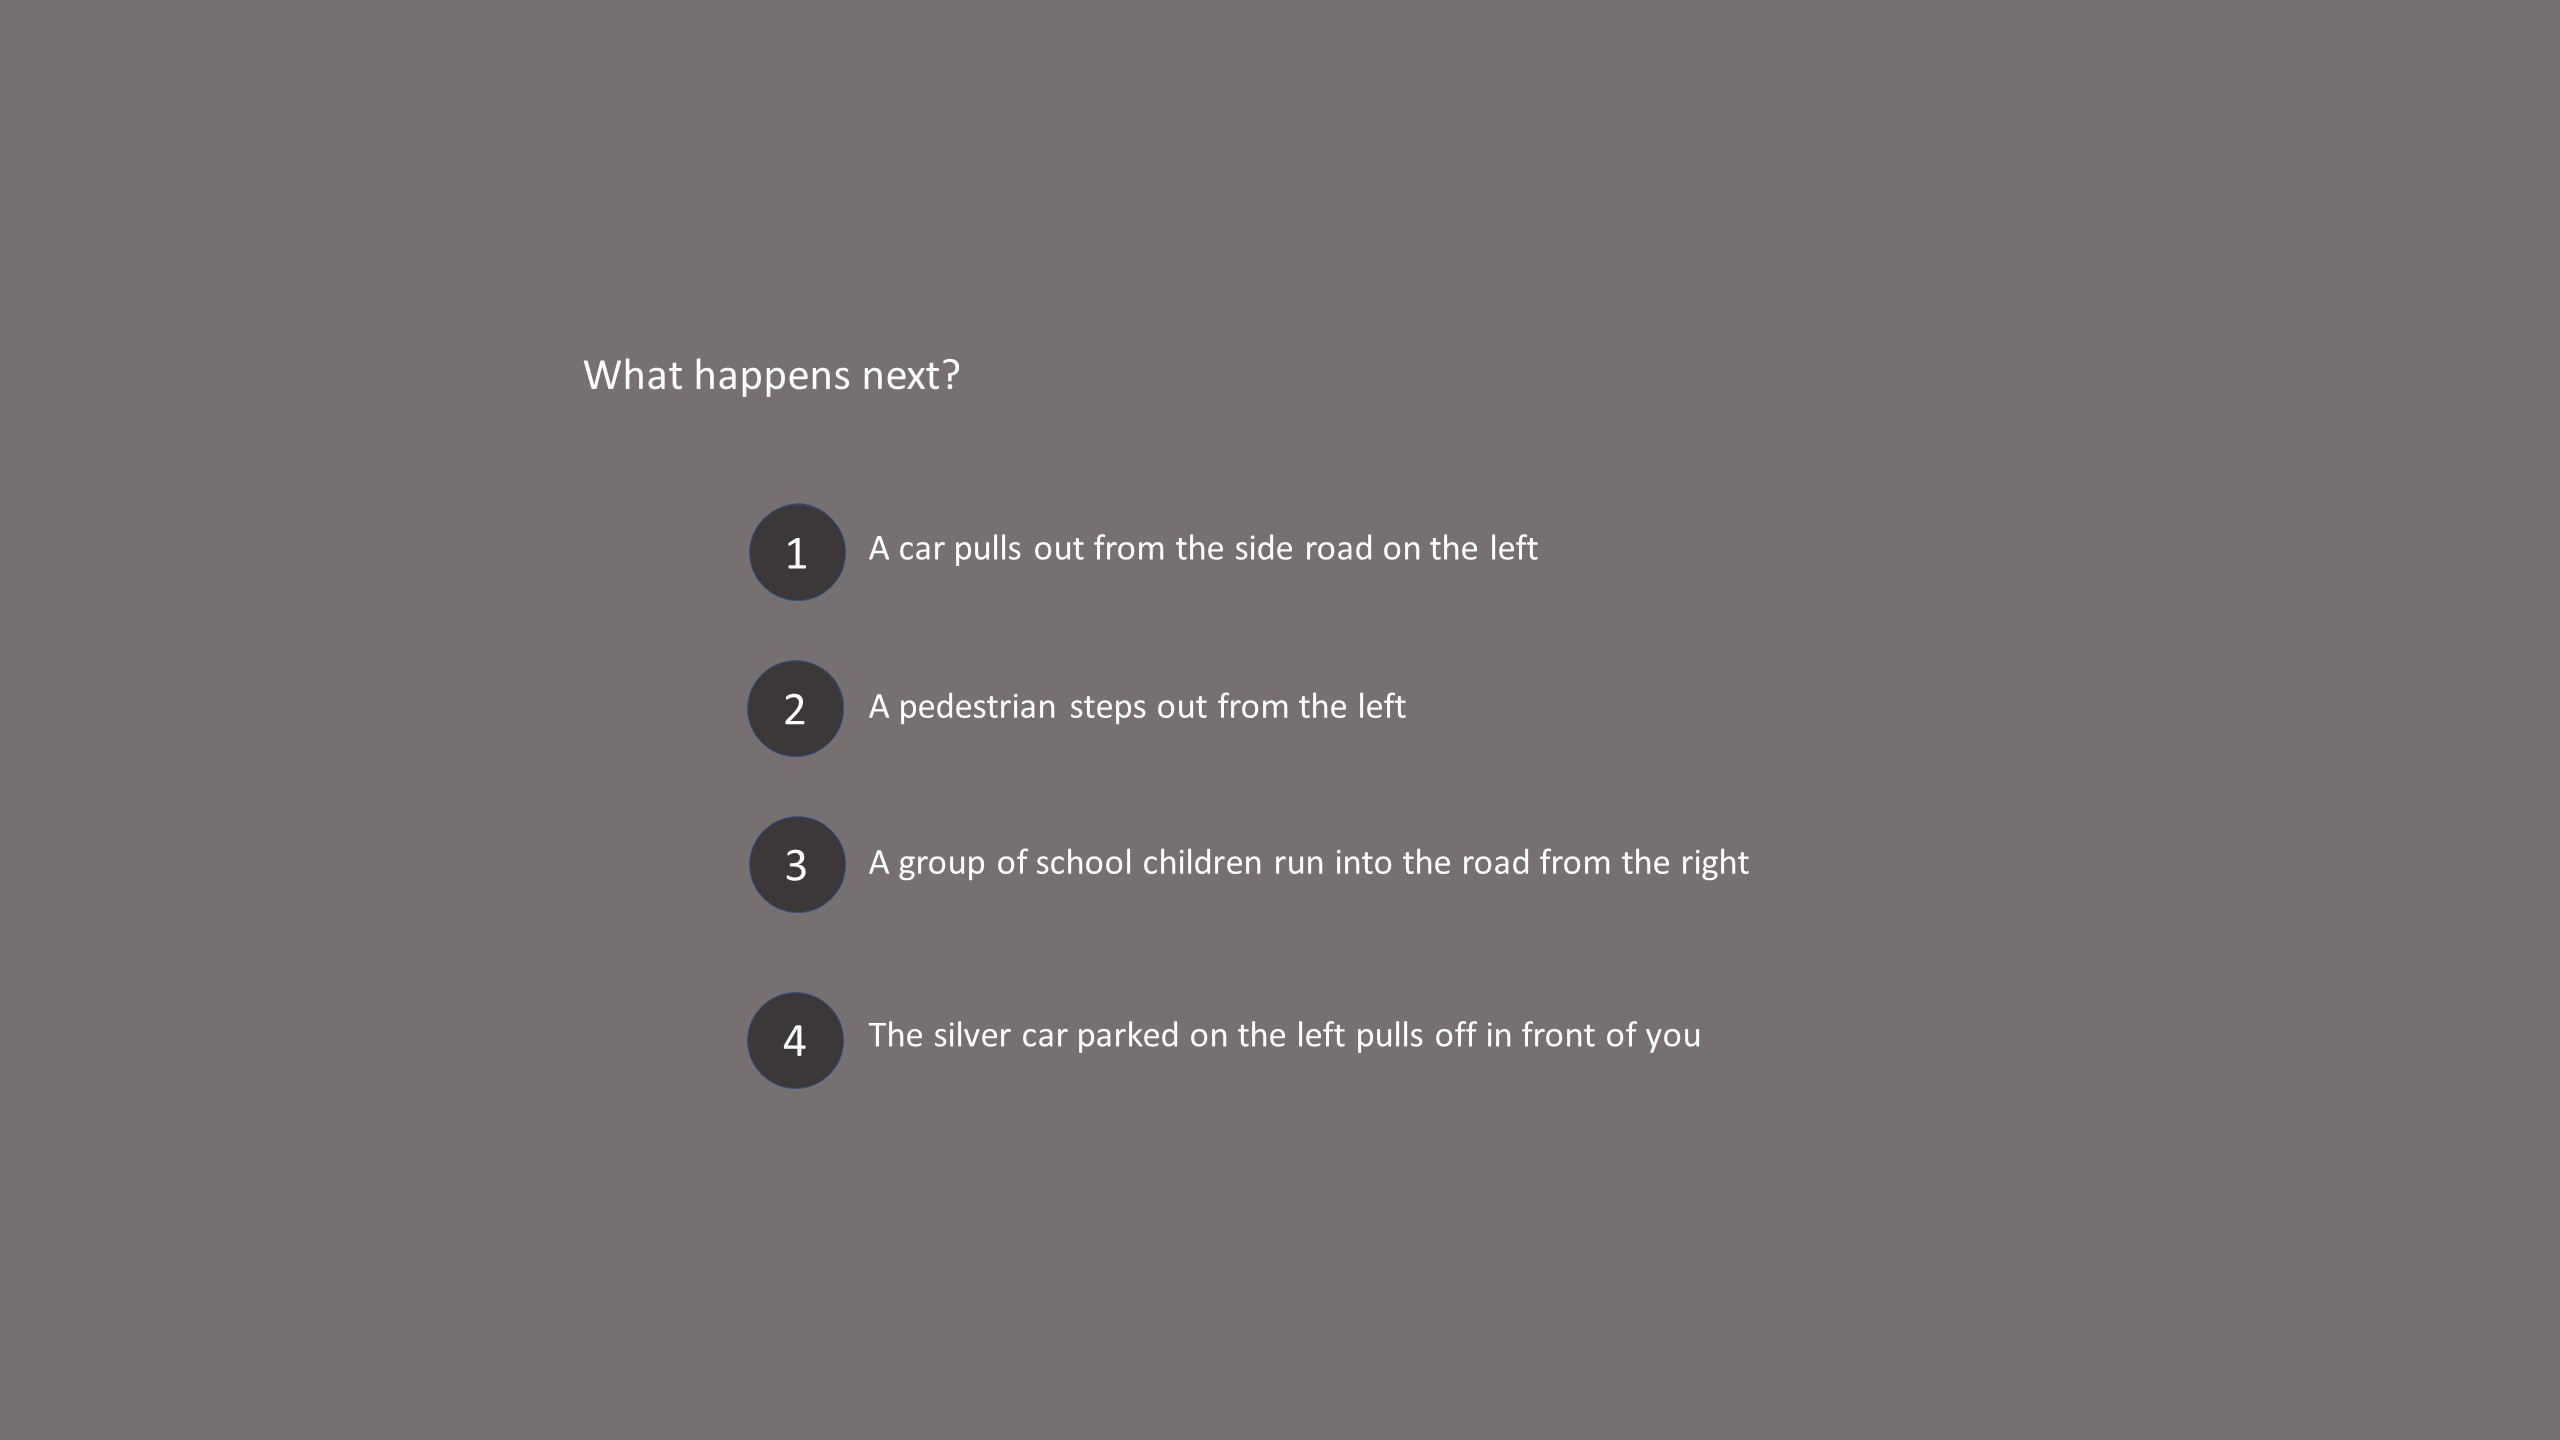 What happens next?
1 A car pulls out from the side road on the left
2 A pedestrian steps out from the left
3 A group of school children run into the road from the right
4 The silver car parked on the left pulls off in front of you